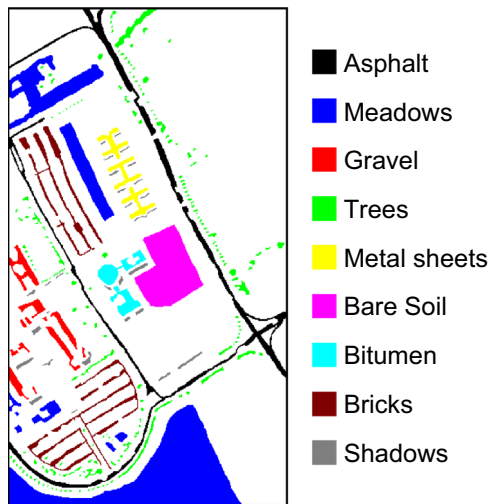 Asphalt
Meadows
Gravel
Trees
Metal sheets
Bare Soil
Bitumen
Bricks
Shadows